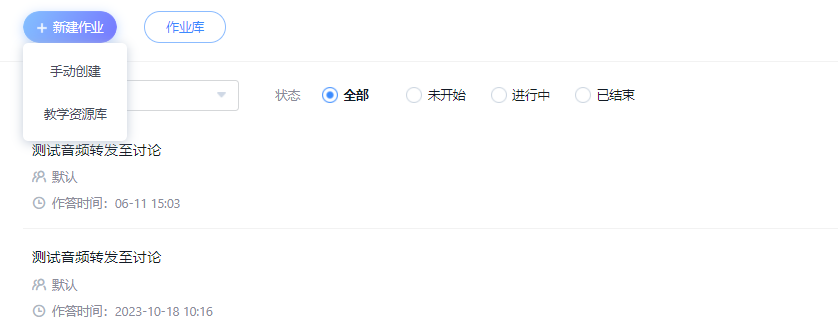 + 新建作业 作业库
手动创建
状态 全部 未开始 进行中 已结束
教学资源库
测试音频转发至讨论
默认
作答时间：06-11 15:03
测试音频转发至讨论
默认
作答时间：2023-10-18 10:16